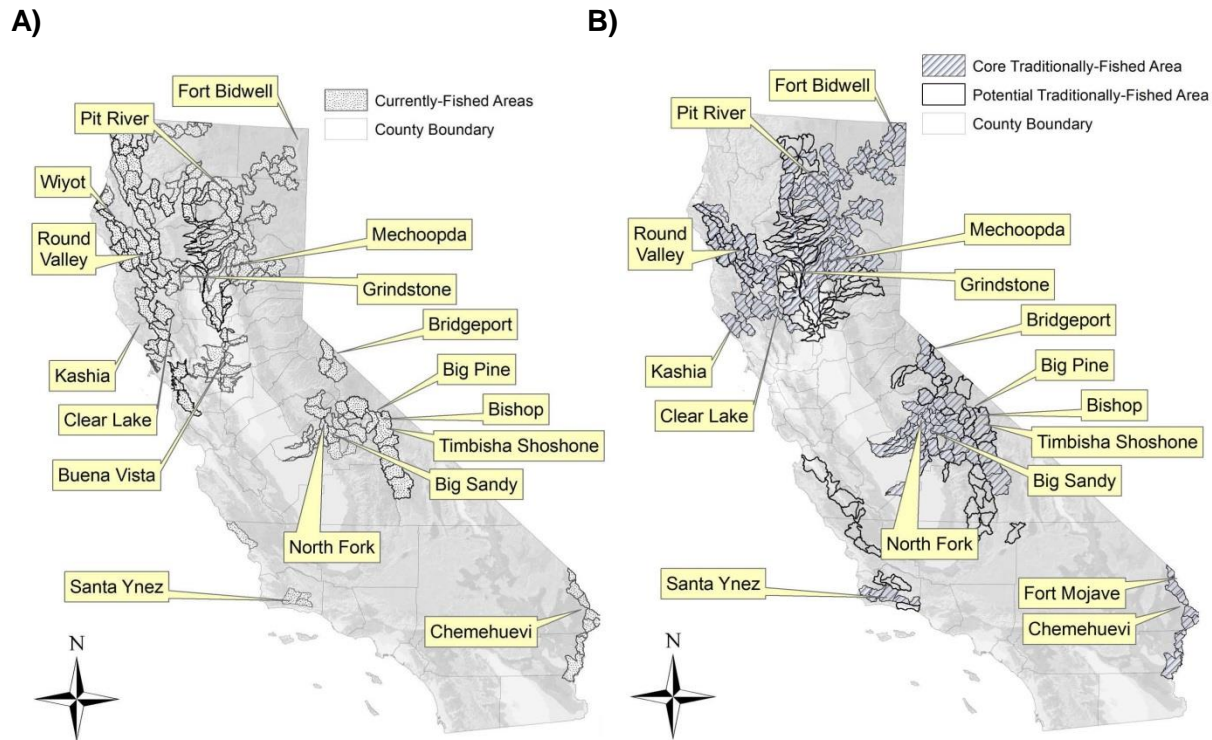 A)
Fort Bidwell
Pit River
Currently-Fished Areas
County Boundary
Wiyot
Round
Valley
Mechoopda
Grindstone
Bridgeport
Kashia
Big Pine
Clear Lake
Bishop
Buena Vista
Timbisha Shoshone
Big Sandy
North Fork
Santa Ynez
Chemehuevi
N
B)
Core Traditionally-Fished Area
Potential Traditionally-Fished Area
County Boundary
Fort Bidwell
Pit River
Round
Valley
Mechoopda
Grindstone
Bridgeport
Kashia
Big Pine
Clear Lake
Bishop
Timbisha Shoshone
Big Sandy
North Fork
Santa Ynez
Fort Mojave
Chemehuevi
N